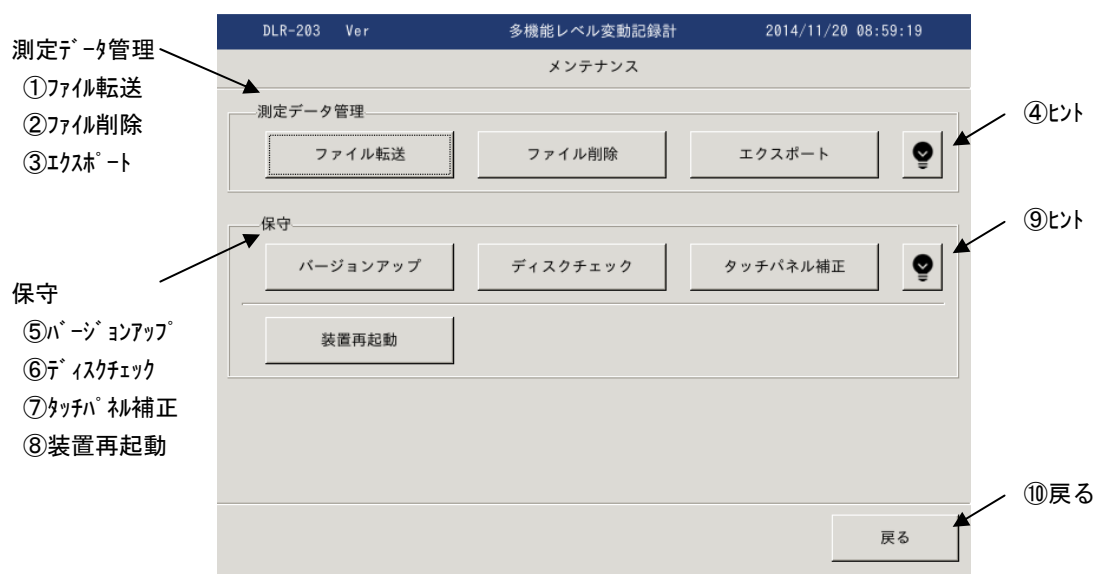 DLR-203 Ver 多機能レベル変動記録計 2014/11/20 08:59:19
メンテナンス
測定ﾃﾞｰﾀ管理
①ﾌｧｲﾙ転送
②ﾌｧｲﾙ削除
③ｴｸｽﾎﾟｰﾄ
測定データ管理
ファイル転送 ファイル削除 エクスポート
④ﾋﾝﾄ
保守
バージョンアップ ディスクチェック タッチパネル補正
⑨ﾋﾝﾄ
装置再起動
保守
⑤ﾊﾞｰｼﾞｮﾝｱｯﾌﾟ
⑥ﾃﾞｨｽｸﾁｪｯｸ
⑦ﾀｯﾁﾊﾟﾈﾙ補正
⑧装置再起動
⑩戻る
戻る